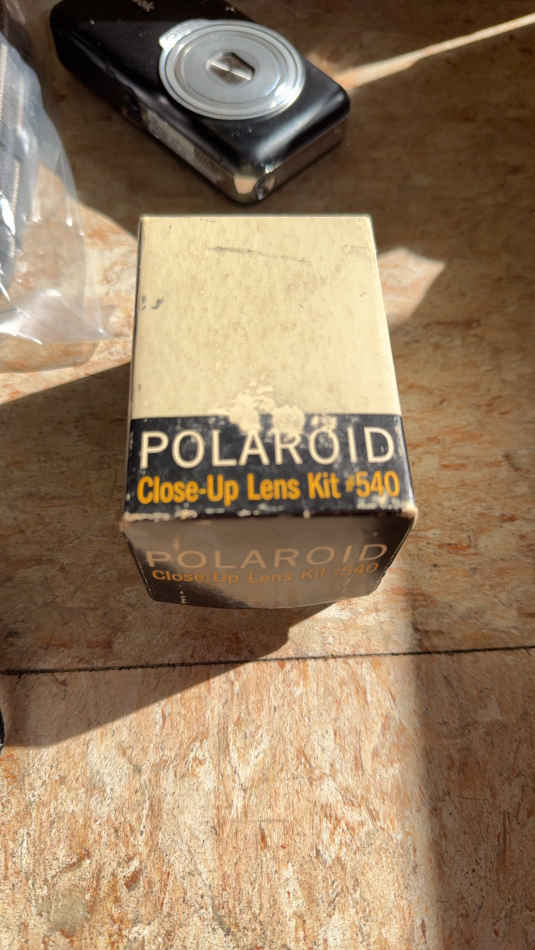 POLAROID
Close-Up Lens Kit #540
POLAROID
Close-Up Lens Kit #540